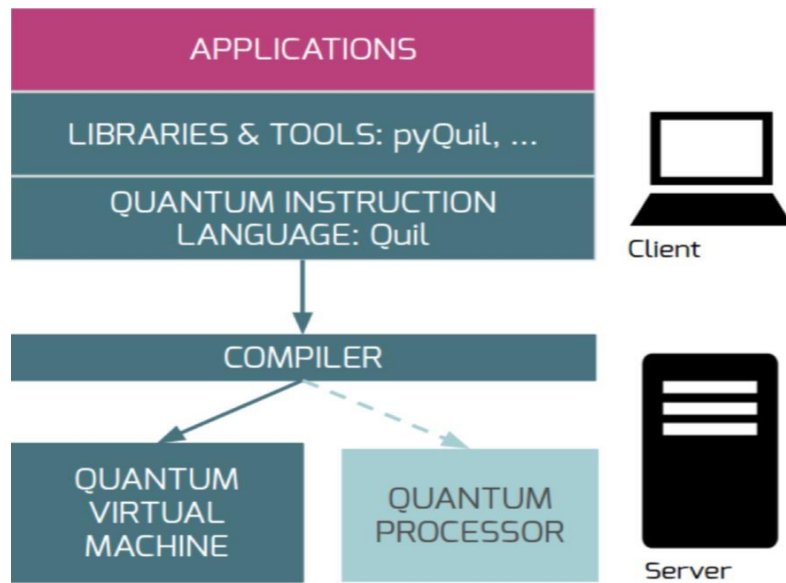 APPLICATIONS
LIBRARIES & TOOLS: pyQuil, ...
QUANTUM INSTRUCTION
LANGUAGE: Quil
Client
COMPILER
QUANTUM
VIRTUAL
MACHINE
QUANTUM
PROCESSOR
Server